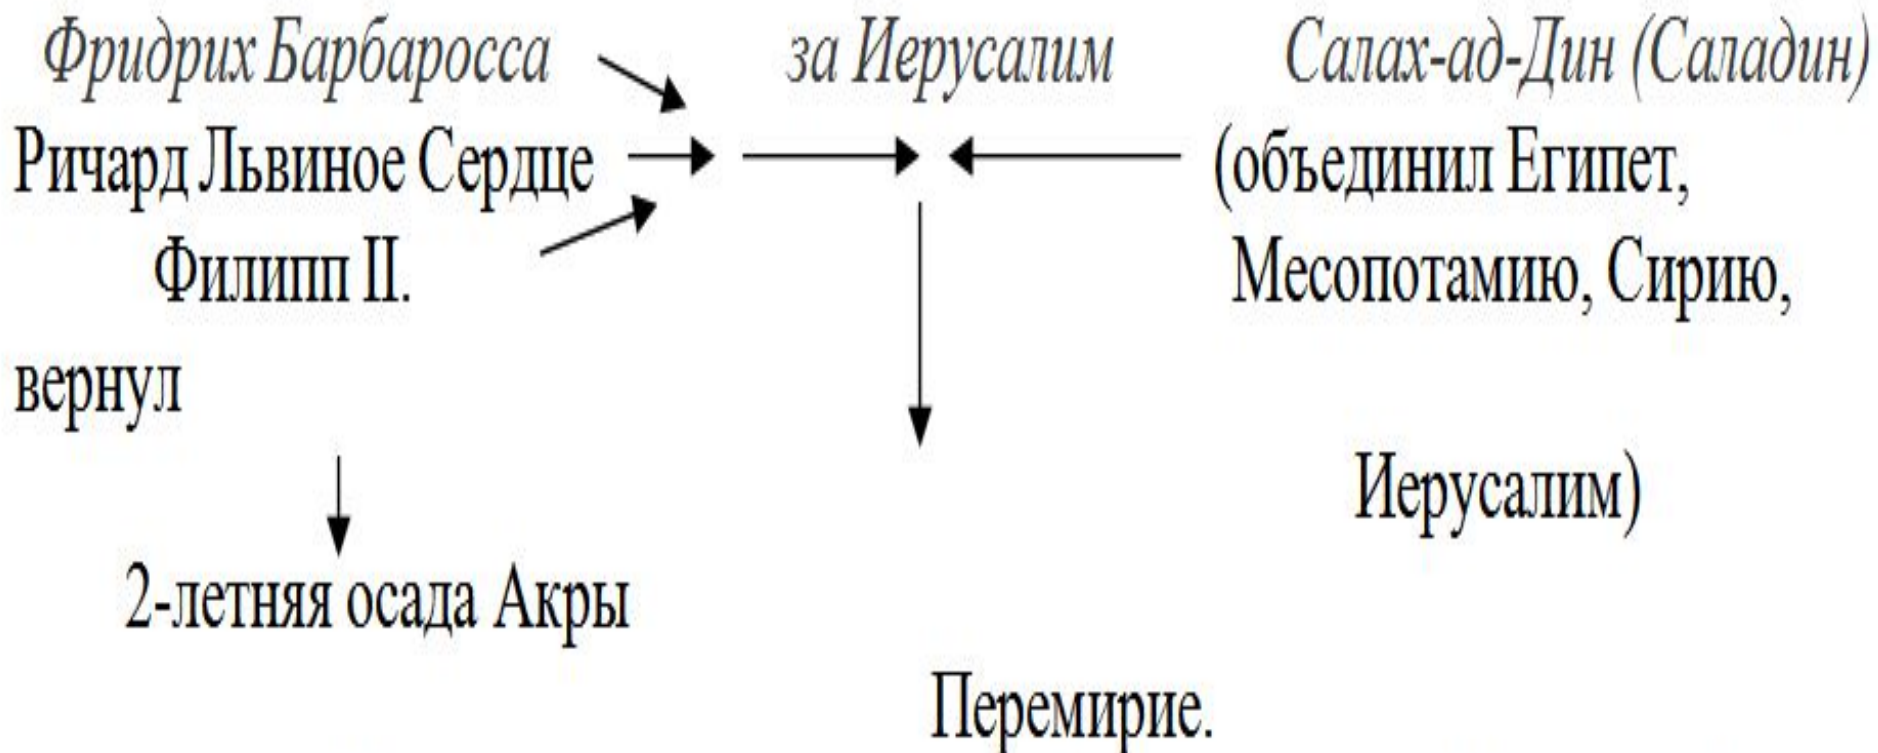 Фридрих Барбаросса за Иерусалим Салах-ад-Дин (Саладин)
Ричард Львиное Сердце (объединил Египет,
Филипп II. Месопотамию, Сирию,
вернул
Иерусалим)
2-летняя осада Акры
Перемирие.